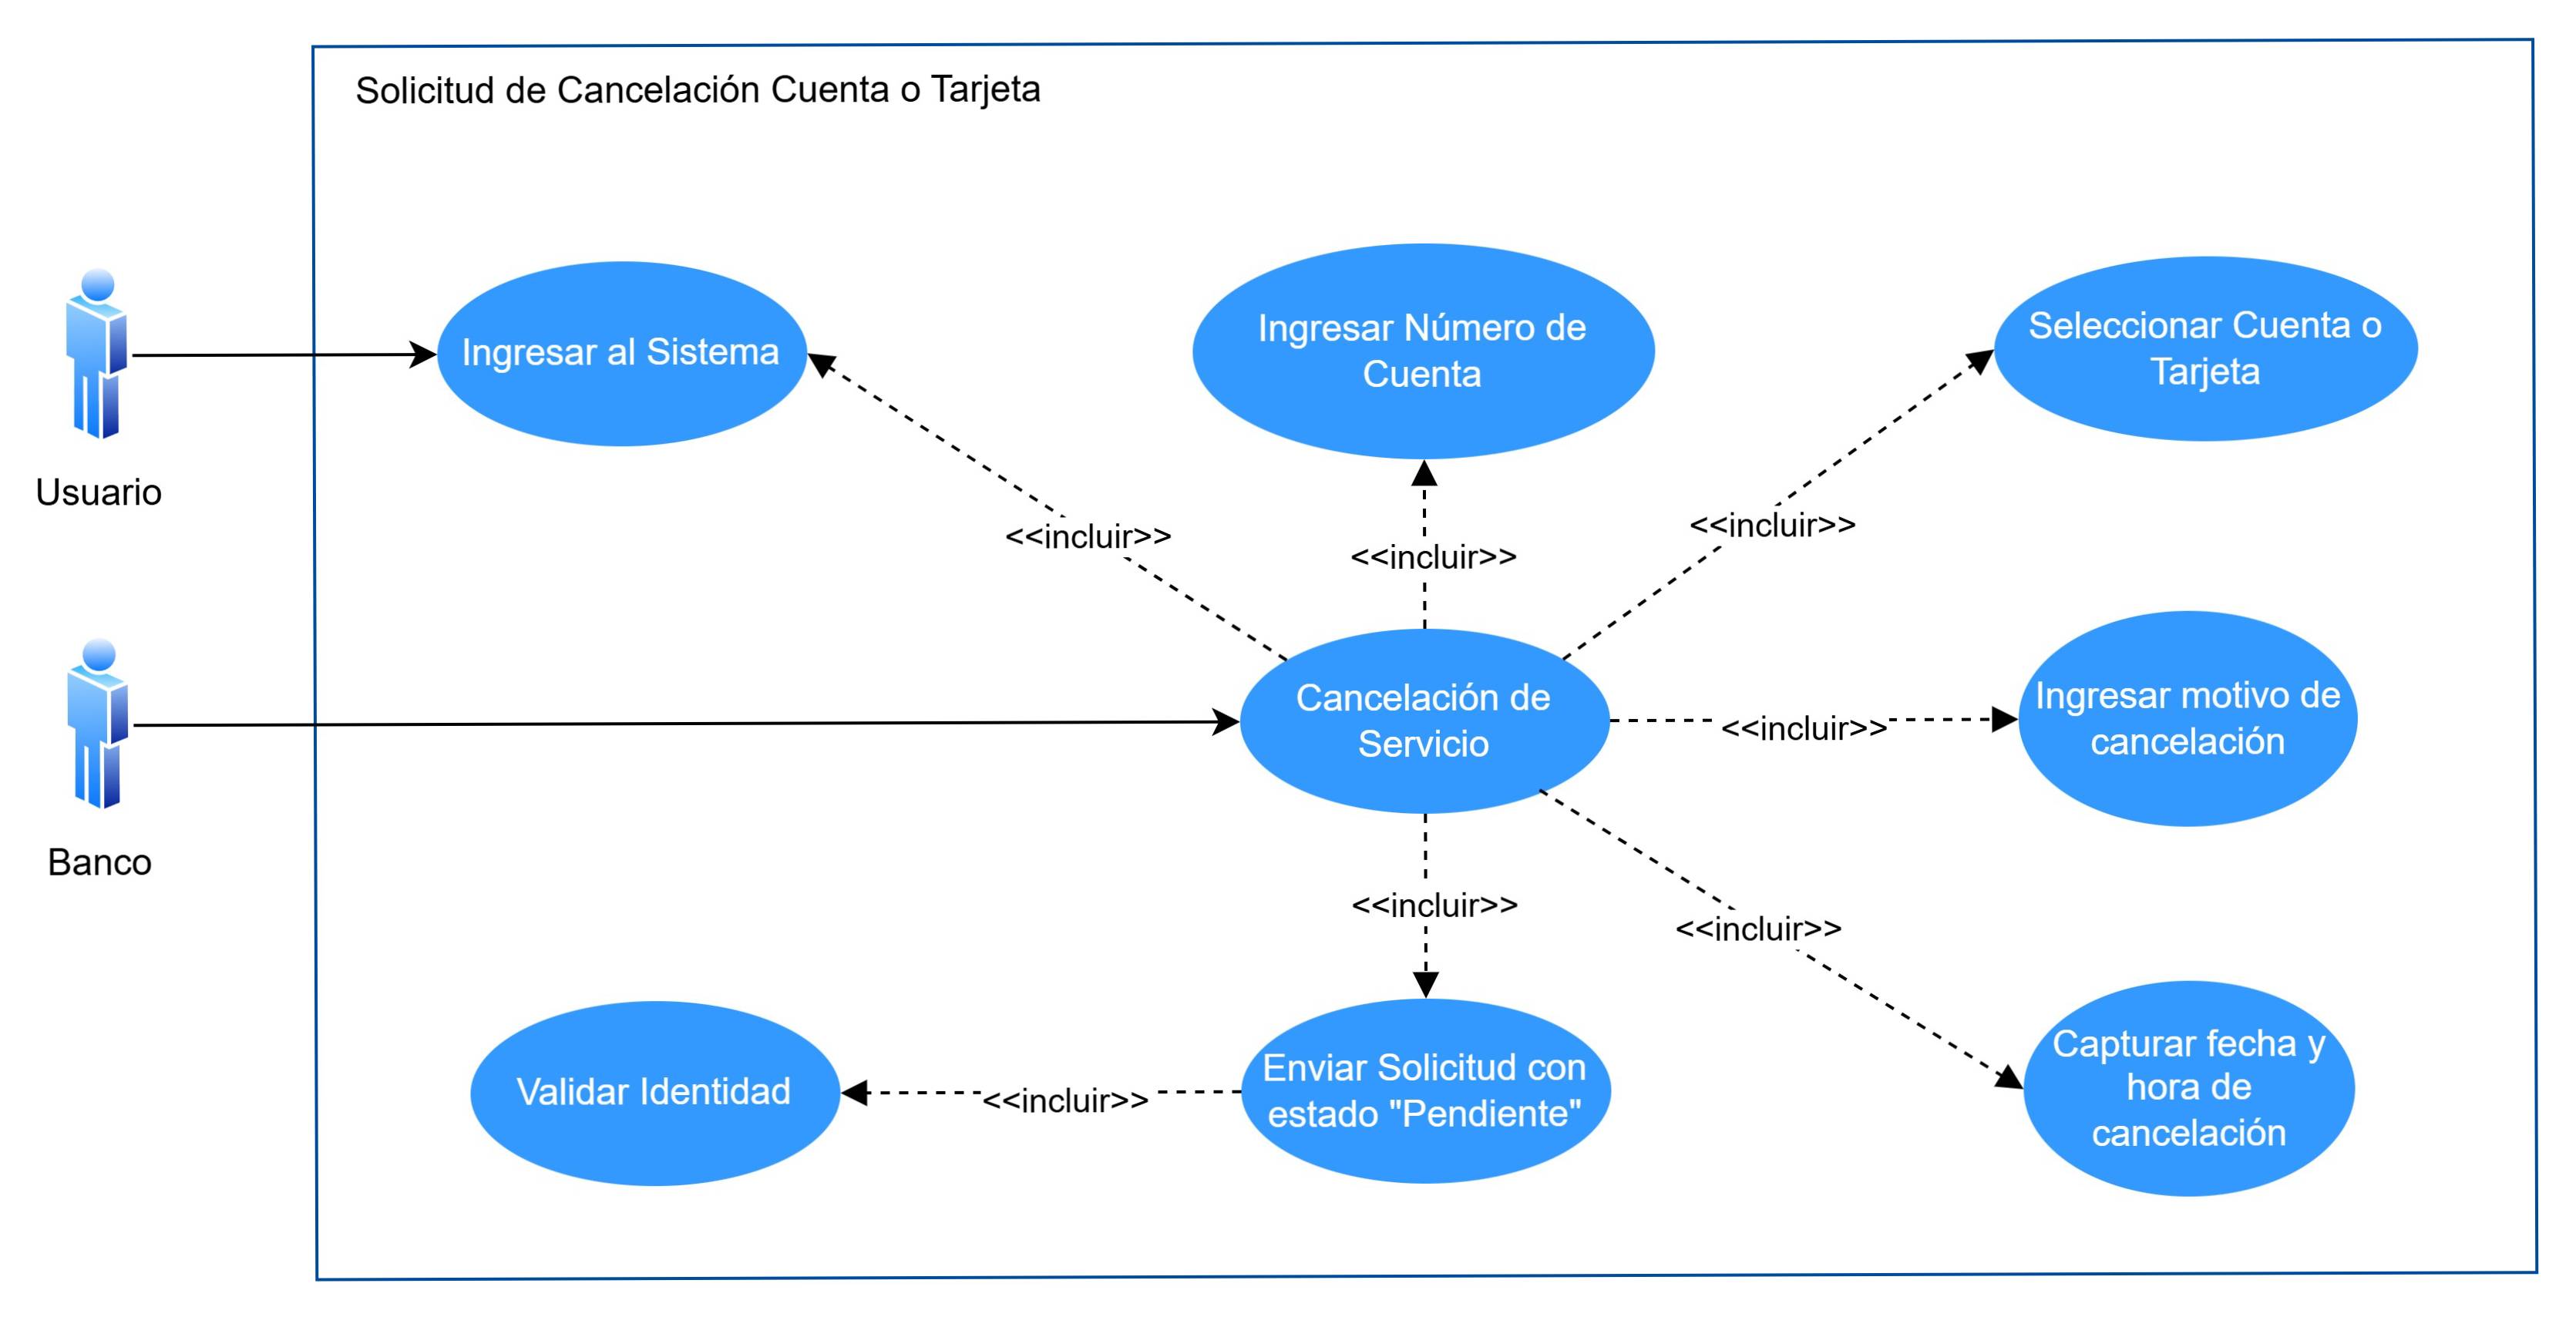 Solicitud de Cancelación Cuenta o Tarjeta
Ingresar al Sistema
Ingresar Número de
Cuenta
Seleccionar Cuenta o
Tarjeta
Usuario
<<incluir>>
<<incluir>>
<<incluir>>
Cancelación de
Servicio
<<incluir>>
Ingresar motivo de
cancelación
Banco
<<incluir>>
<<incluir>>
Validar Identidad
<<incluir>>
Enviar Solicitud con
estado "Pendiente"
Capturar fecha y
hora de
cancelación